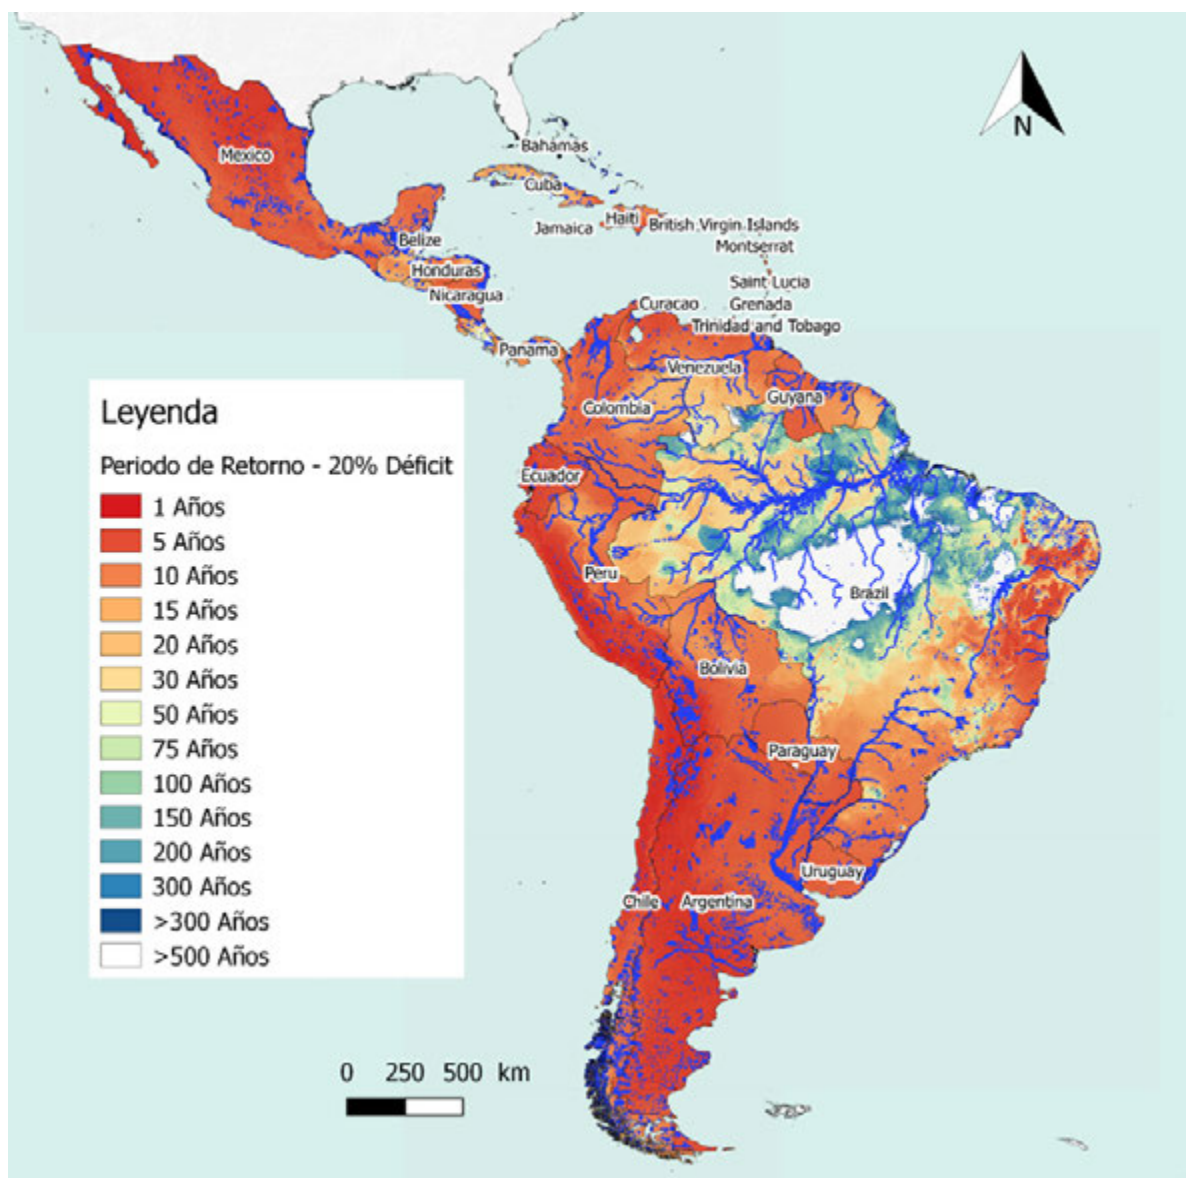 N
Mexico
Bahamas
Cuba
Jamaica
Haiti
British Virgin Islands
Montserrat
Belize
Honduras
Nicaragua
Saint Lucia
Curacao
Grenada
Trinidad and Tobago
Panama
Venezuela
Guyana
Colombia
Ecuador
Peru
Brazil
Bolivia
Paraguay
Uruguay
Chile
Argentina
Leyenda
Periodo de Retorno - 20% Déficit
1 Años
5 Años
10 Años
15 Años
20 Años
30 Años
50 Años
75 Años
100 Años
150 Años
200 Años
300 Años
>300 Años
>500 Años
0 250 500 km